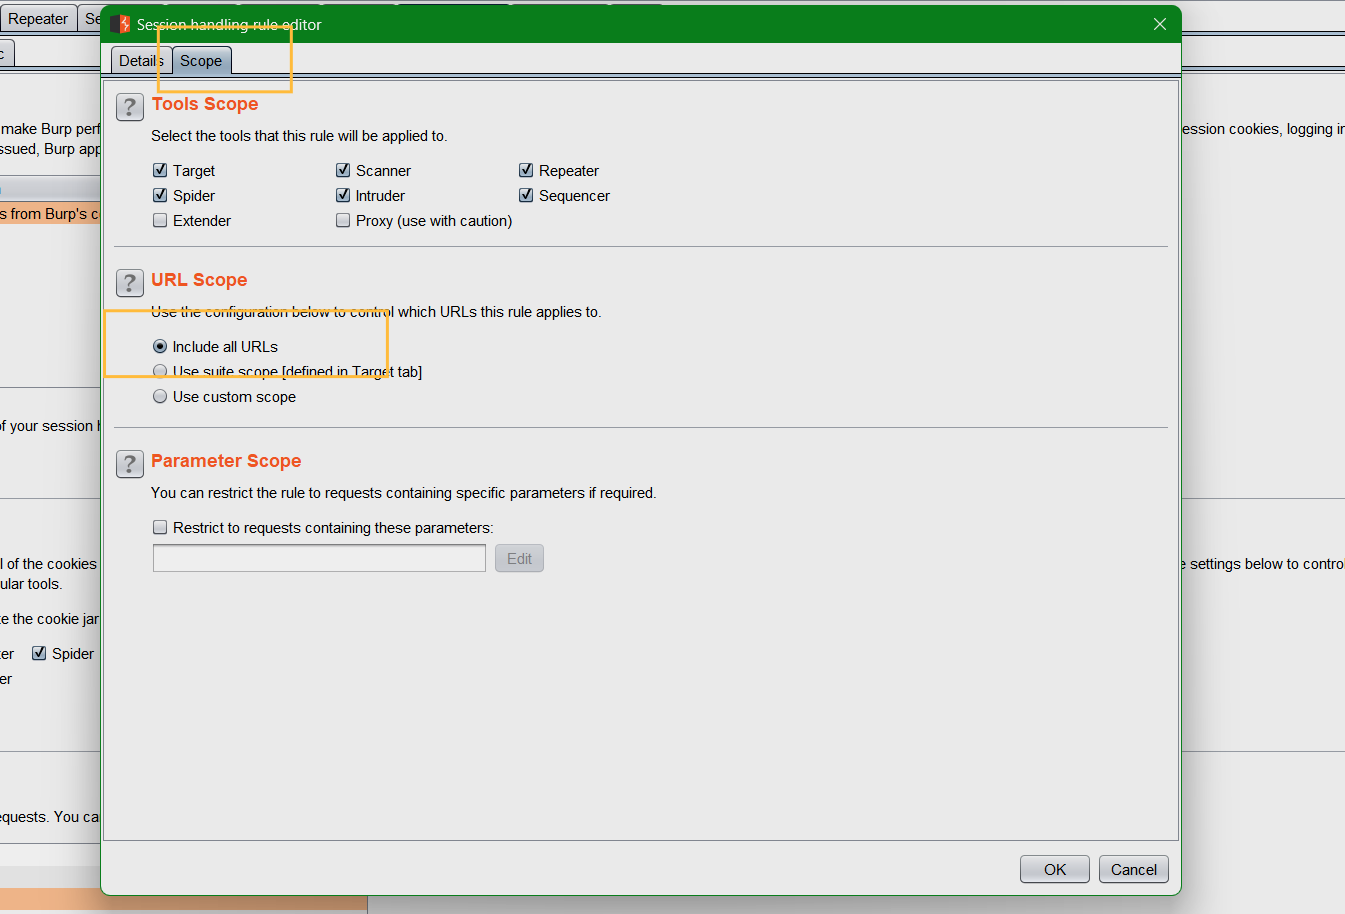 Repeater Se
Session handling rule editor
c
Details Scope
Tools Scope
Select the tools that this rule will be applied to.
make Burp perf
ession cookies, logging in
ssued, Burp app
Target Scanner Repeater
Spider Intruder Sequencer
s from Burp's c
Extender Proxy (use with caution)
URL Scope
Use the configuration below to control which URLs this rule applies to.
Include all URLs
Use suite scope [defined in Target tab]
Use custom scope
of your session h
Parameter Scope
You can restrict the rule to requests containing specific parameters if required.
Restrict to requests containing these parameters:
Edit
l of the cookies
e settings below to control
ular tools.
te the cookie jar
ter Spider
er
equests. You ca
OK Cancel